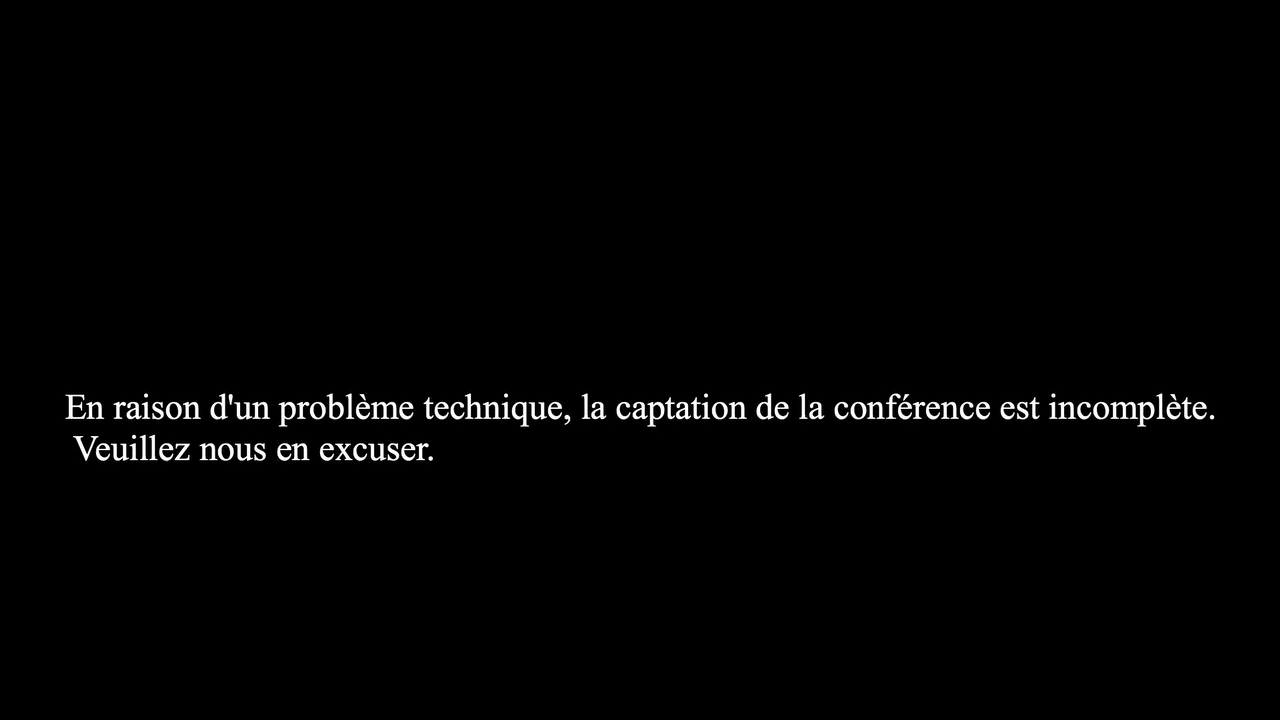 En raison d'un problème technique, la captation de la conférence est incomplète.
Veuillez nous en excuser.